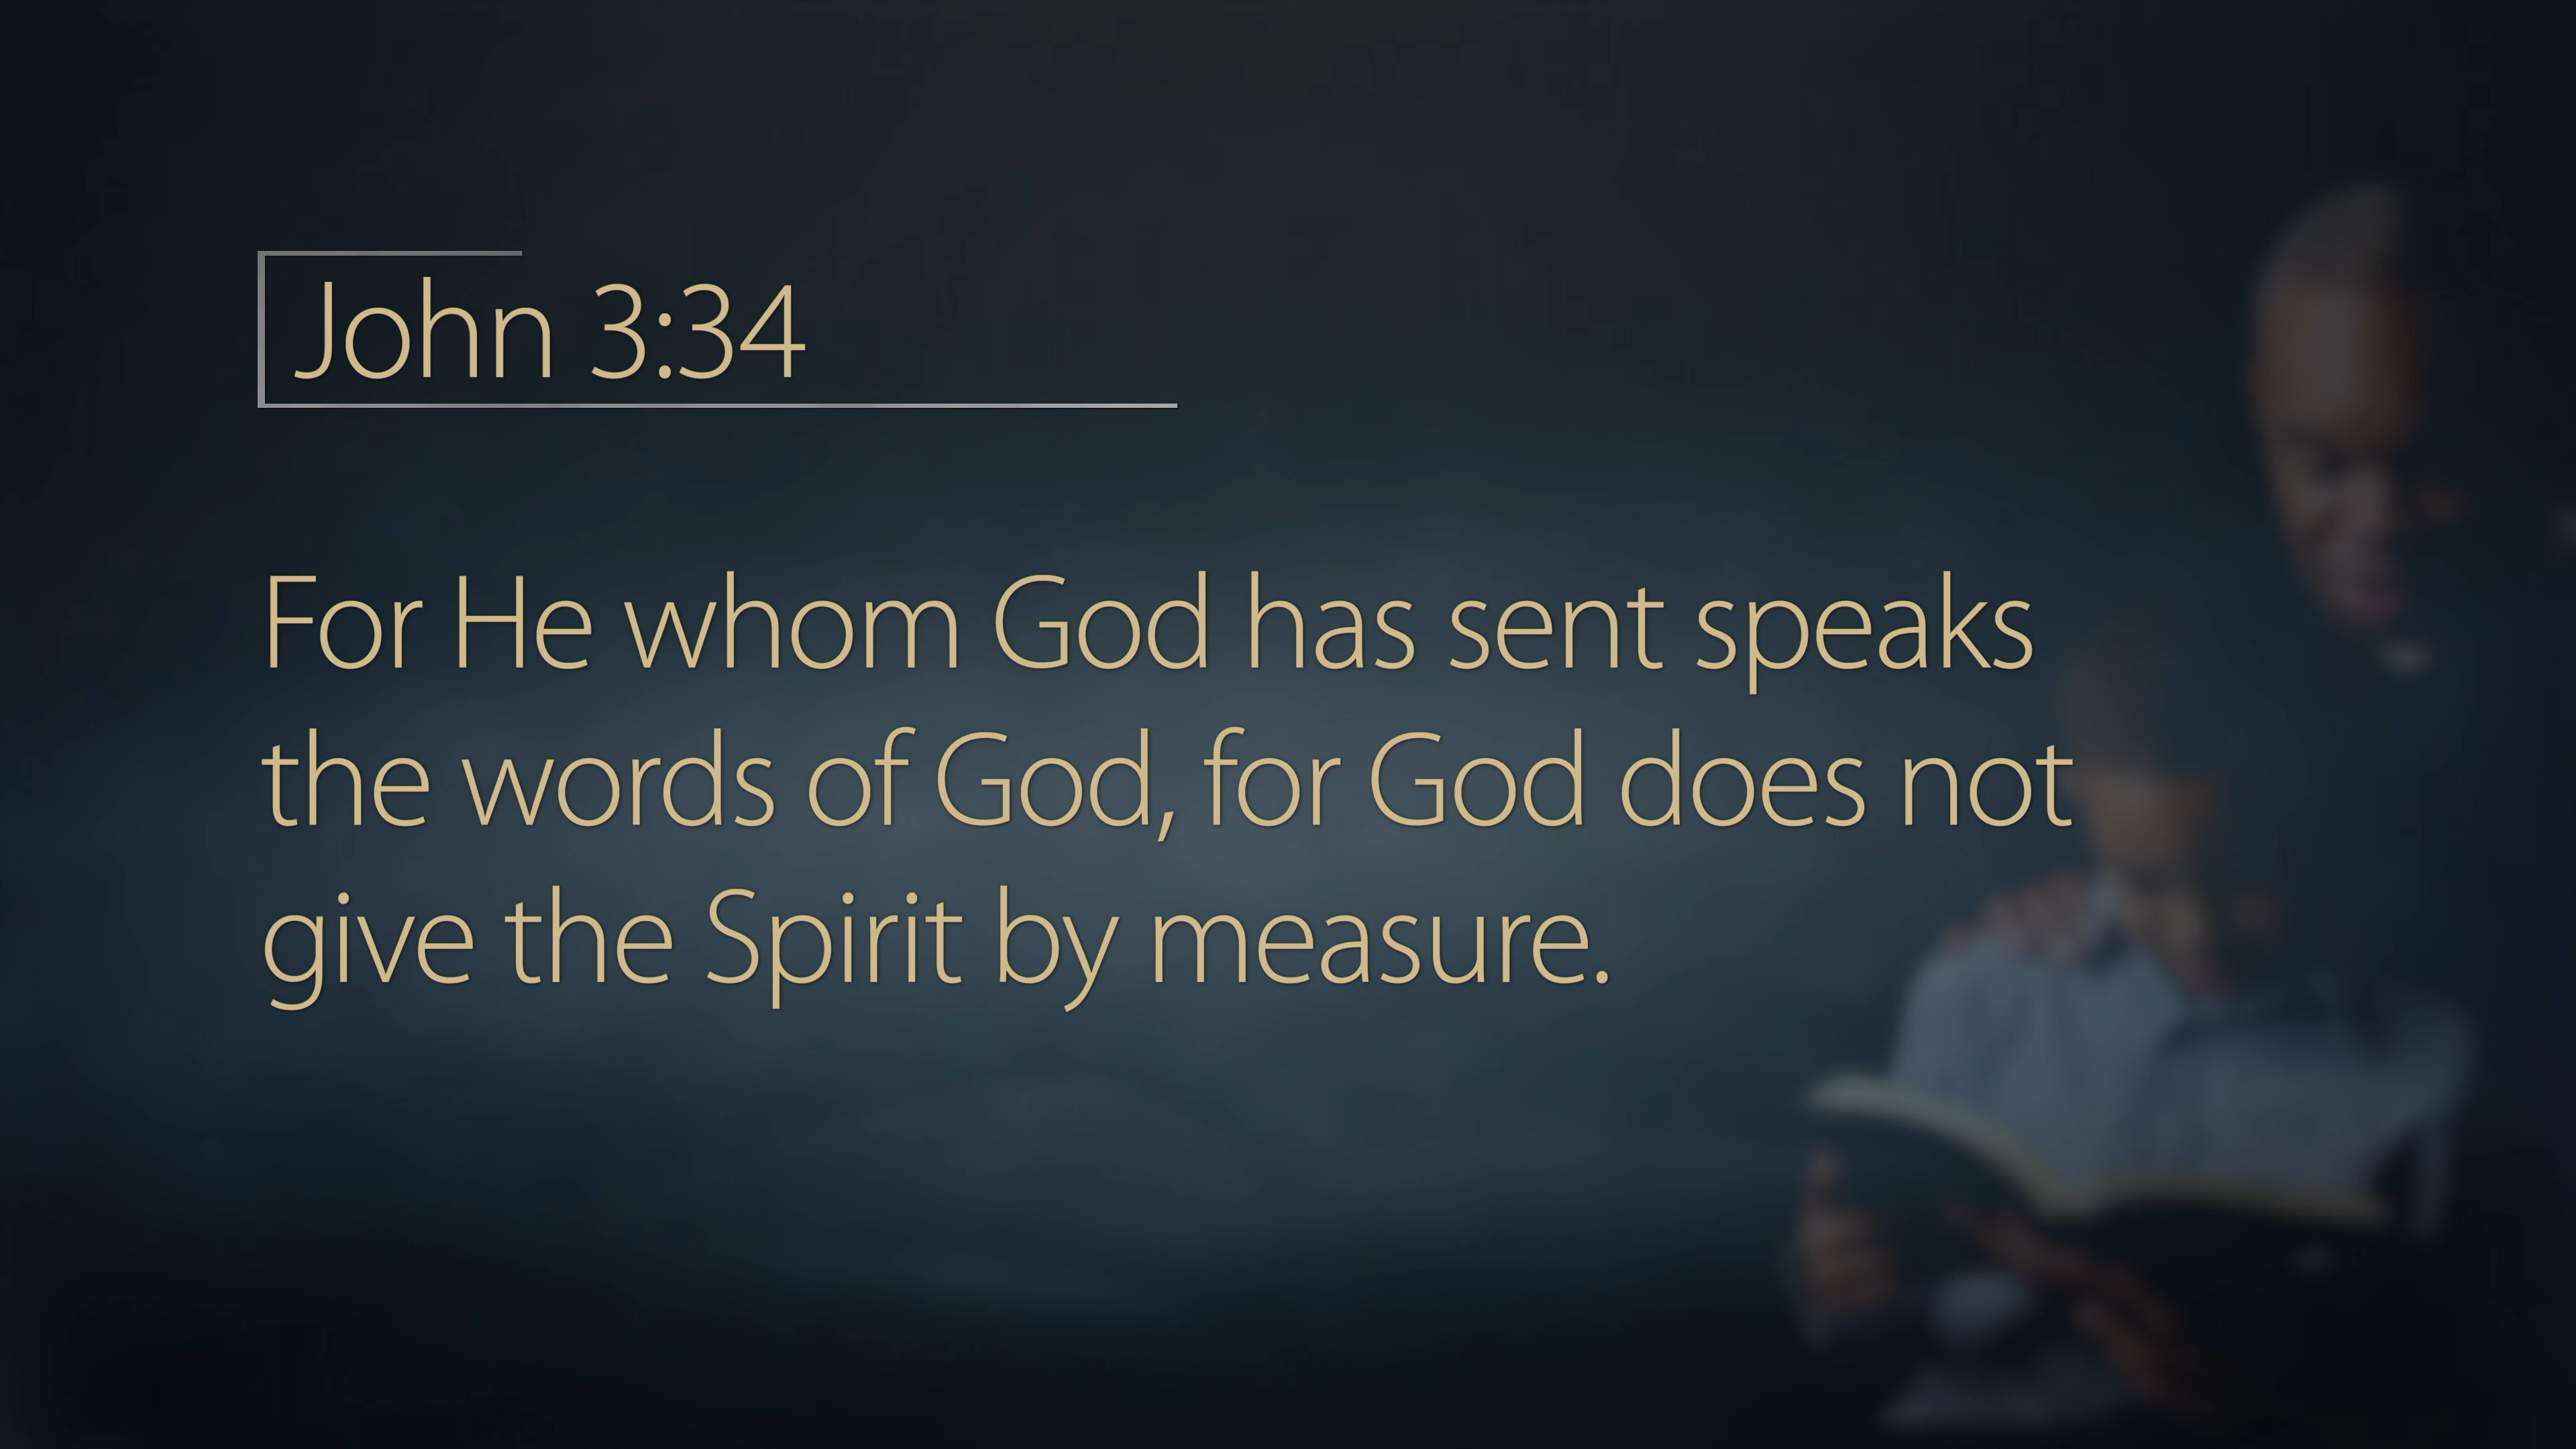 John 3:34
For He whom God has sent speaks
the words of God, for God does not
give the Spirit by measure.